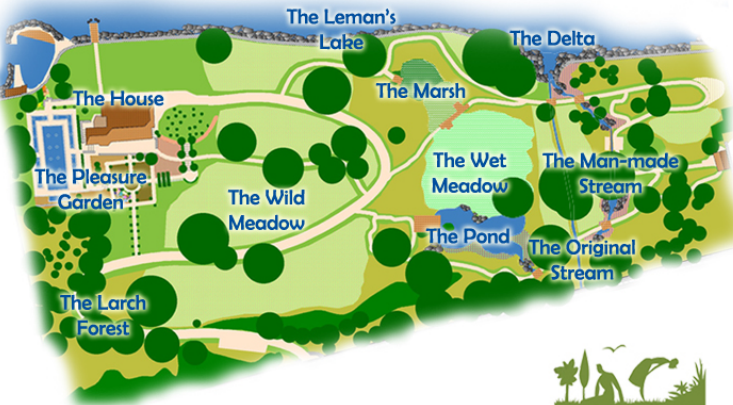 The Leman's
Lake
The Delta
The Marsh
The House
The Wet
Meadow
The Man-made
Stream
The Pleasure
Garden
The Wild
Meadow
The Pond
The Original
Stream
The Larch
Forest